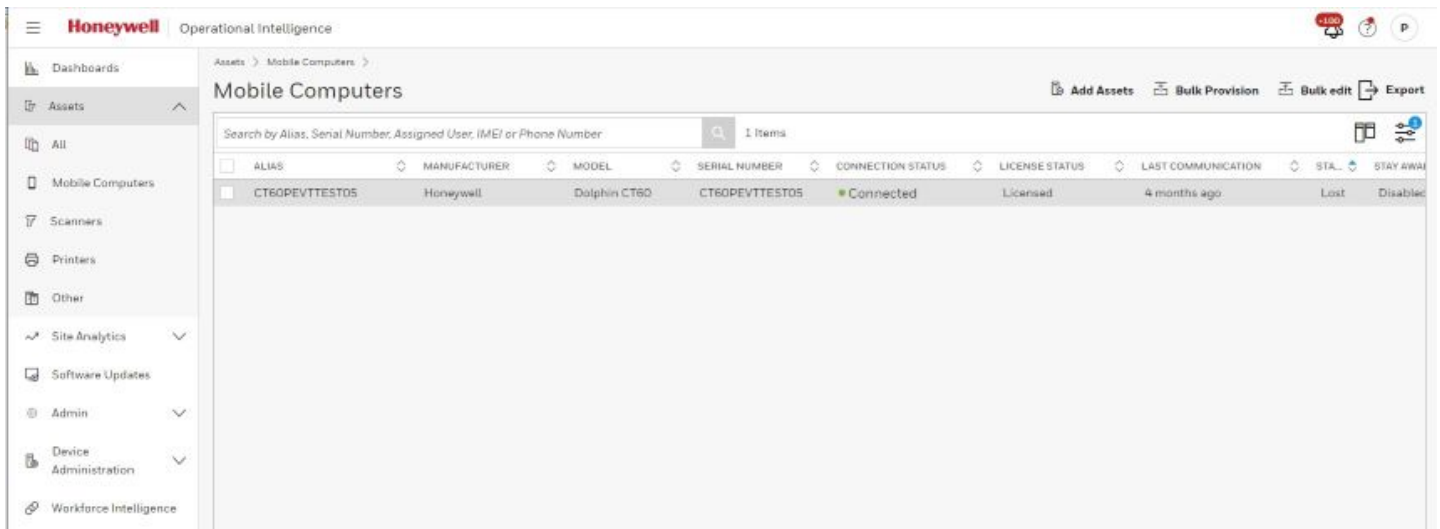 Honeywell Operational Intelligence
+100
P
Dashboards
Assets
All
Mobile Computers
Scanners
Printers
Other
Site Analytics
Software Updates
Admin
Device
Administration
Workforce Intelligence
Assets > Mobile Computers >
Mobile Computers
Add Assets Bulk Provision Bulk edit Export
Search by Alias, Serial Number, Assigned User, IMEI or Phone Number 1 Items
1
ALIAS MANUFACTURER MODEL SERIAL NUMBER CONNECTION STATUS LICENSE STATUS LAST COMMUNICATION STA... STAY AWA
CT60PEVTTEST05 Honeywell Dolphin CT60 CT60PEVTTEST05 Connected Licensed 4 months ago Lost Disabled